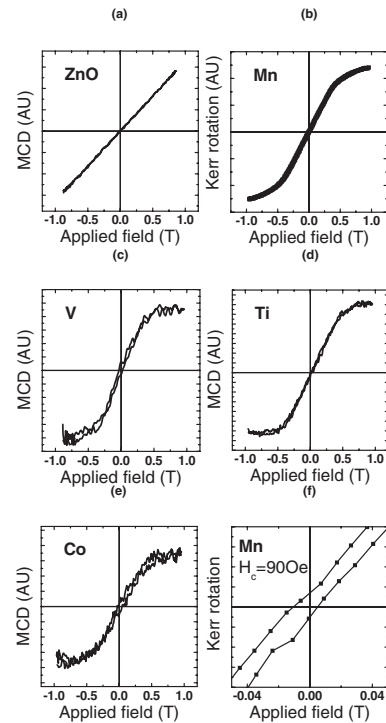 (a) (b)
ZnO Mn
MCD (AU) Kerr rotation (AU)
-1.0 -0.5 0.0 0.5 1.0 -1.0 -0.5 0.0 0.5 1.0
Applied field (T) Applied field (T)
(c) (d)
V Ti
MCD (AU) MCD (AU)
-1.0 -0.5 0.0 0.5 1.0 -1.0 -0.5 0.0 0.5 1.0
Applied field (T) Applied field (T)
(e) (f)
Co Mn
H_c=90Oe
MCD (AU) Kerr rotation
-1.0 -0.5 0.0 0.5 1.0 -0.04 0.00 0.04
Applied field (T) Applied field (T)